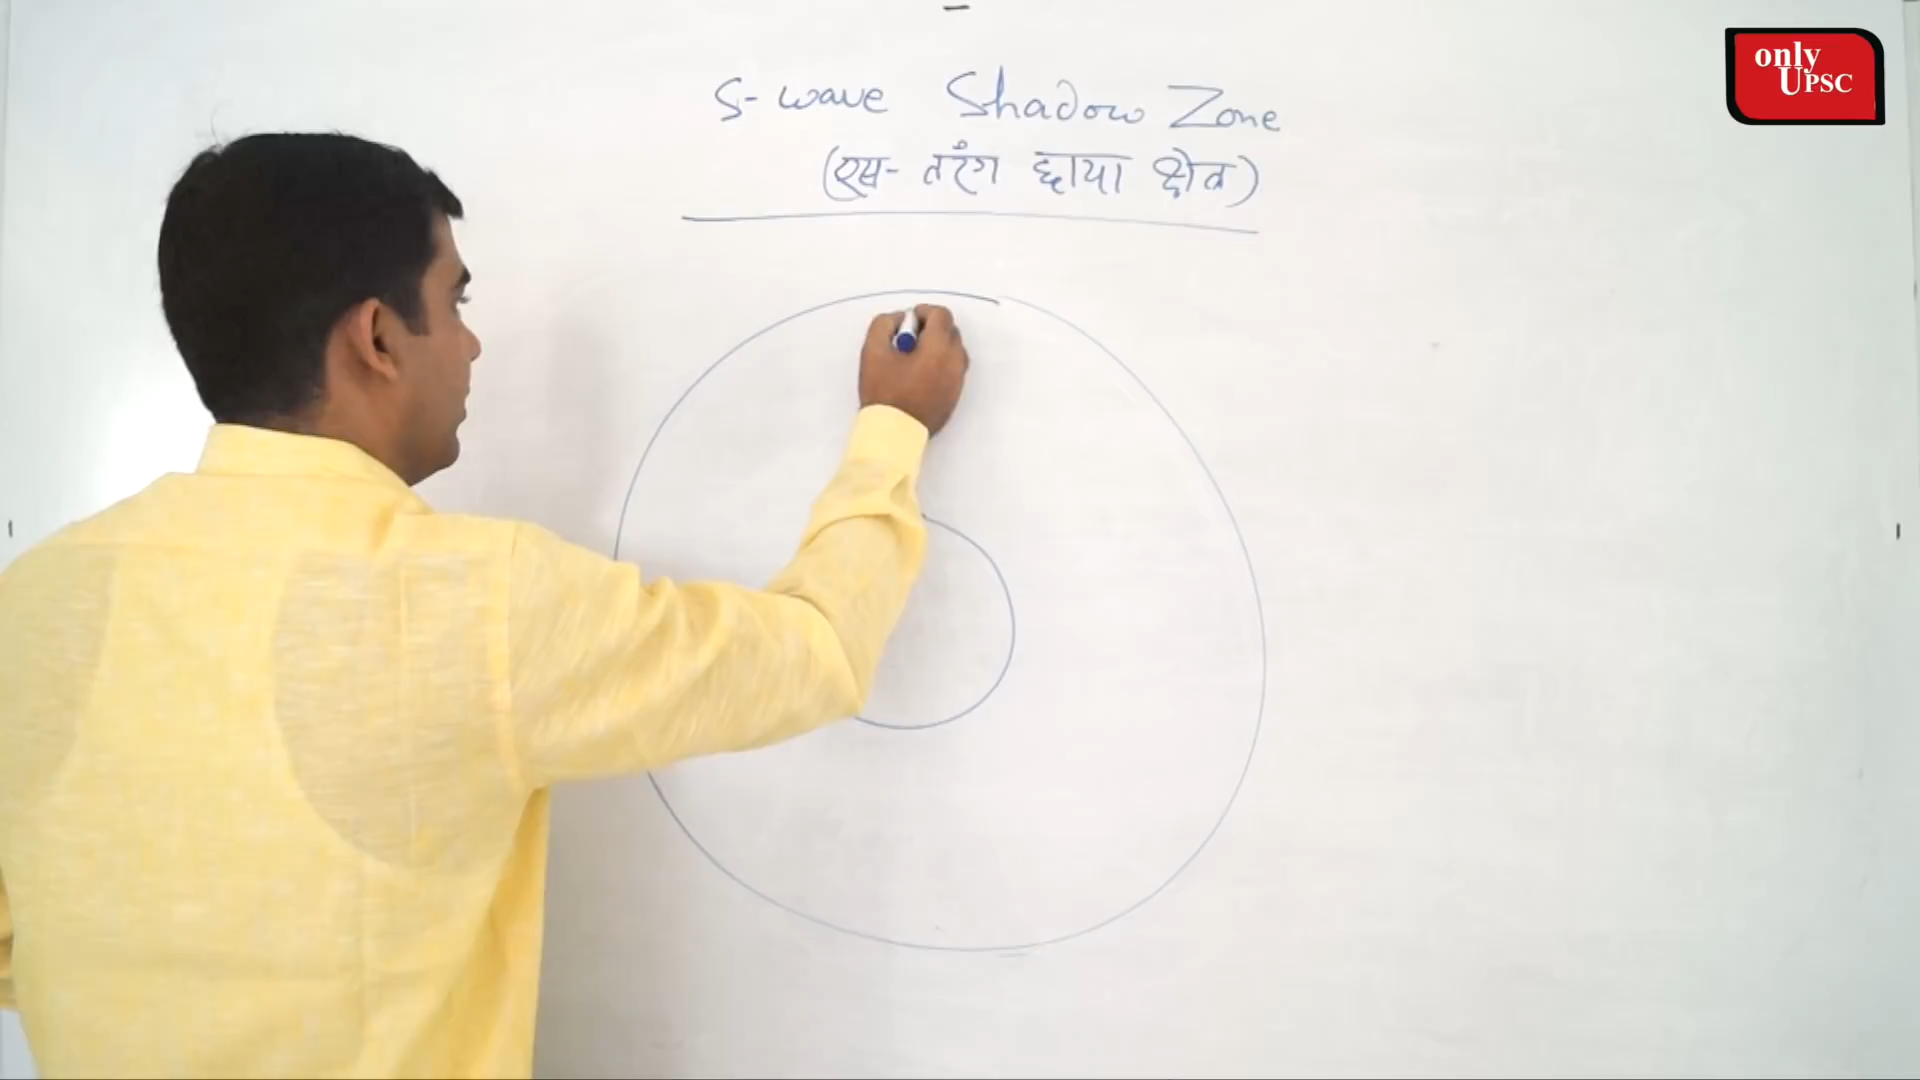 S-wave Shadow Zone
(एस- तरंग छाया क्षेत्र)
only
UPSC